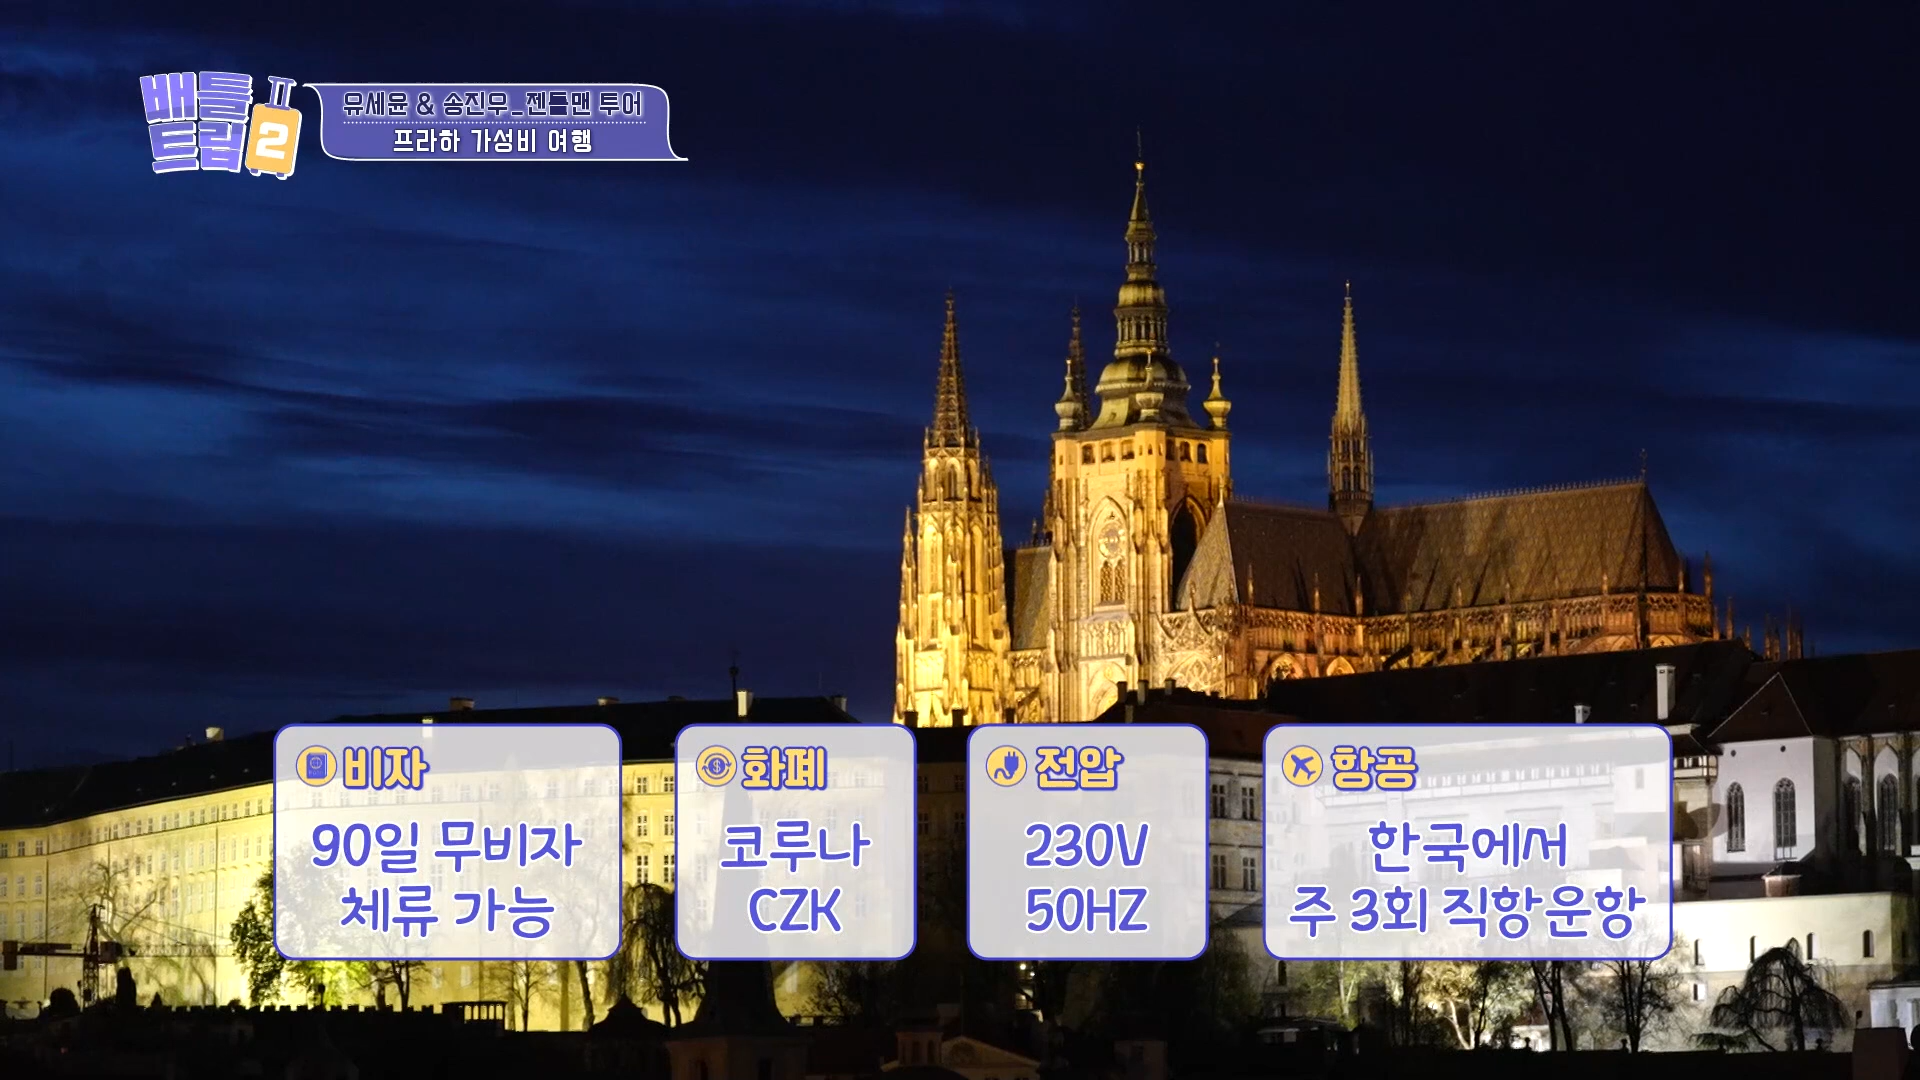 배틀
트립 2
유세윤 & 송진우_젠틀맨 투어
프라하 가성비 여행
비자
90일 무비자
체류 가능
화폐
코루나
CZK
전압
230V
50HZ
항공
한국에서
주 3회 직항운항